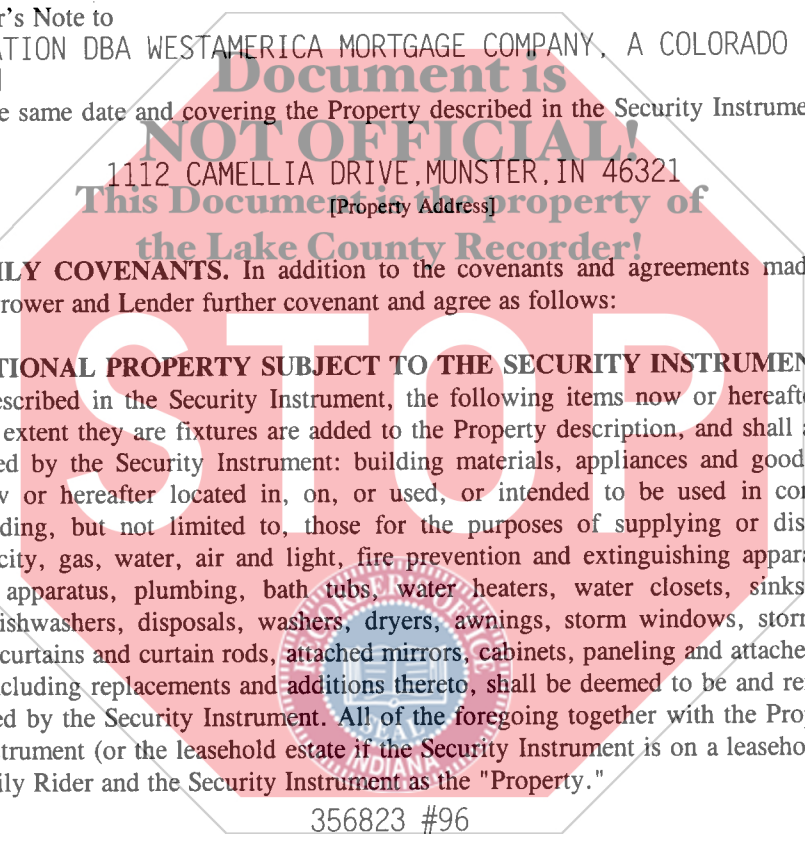 r's Note to
ATION DBA WESTAMERICA MORTGAGE COMPANY, A COLORADO
Document is
e same date and covering the Property described in the Security Instrume
NOT OFFICIAL!
1112 CAMELLIA DRIVE,MUNSTER,IN 46321
This Document is the property of
[Property Address]
the Lake County Recorder!
ILY COVENANTS. In addition to the covenants and agreements mad
rower and Lender further covenant and agree as follows:
STOP
TIONAL PROPERTY SUBJECT TO THE SECURITY INSTRUMEN
escribed in the Security Instrument, the following items now or hereafte
extent they are fixtures are added to the Property description, and shall a
ed by the Security Instrument: building materials, appliances and good
v or hereafter located in, on, or used, or intended to be used in con
ding, but not limited to, those for the purposes of supplying or dis
city, gas, water, air and light, fire prevention and extinguishing appara
apparatus, plumbing, bath tubs, water heaters, water closets, sinks
ishwashers, disposals, washers, dryers, awnings, storm windows, storm
curtains and curtain rods, attached mirrors, cabinets, paneling and attache
cluding replacements and additions thereto, shall be deemed to be and re
ed by the Security Instrument. All of the foregoing together with the Prop
strument (or the leasehold estate if the Security Instrument is on a leaseho
ily Rider and the Security Instrument as the "Property."
RECORDER'S OFFICE
SEAL
INDIANA
356823 #96